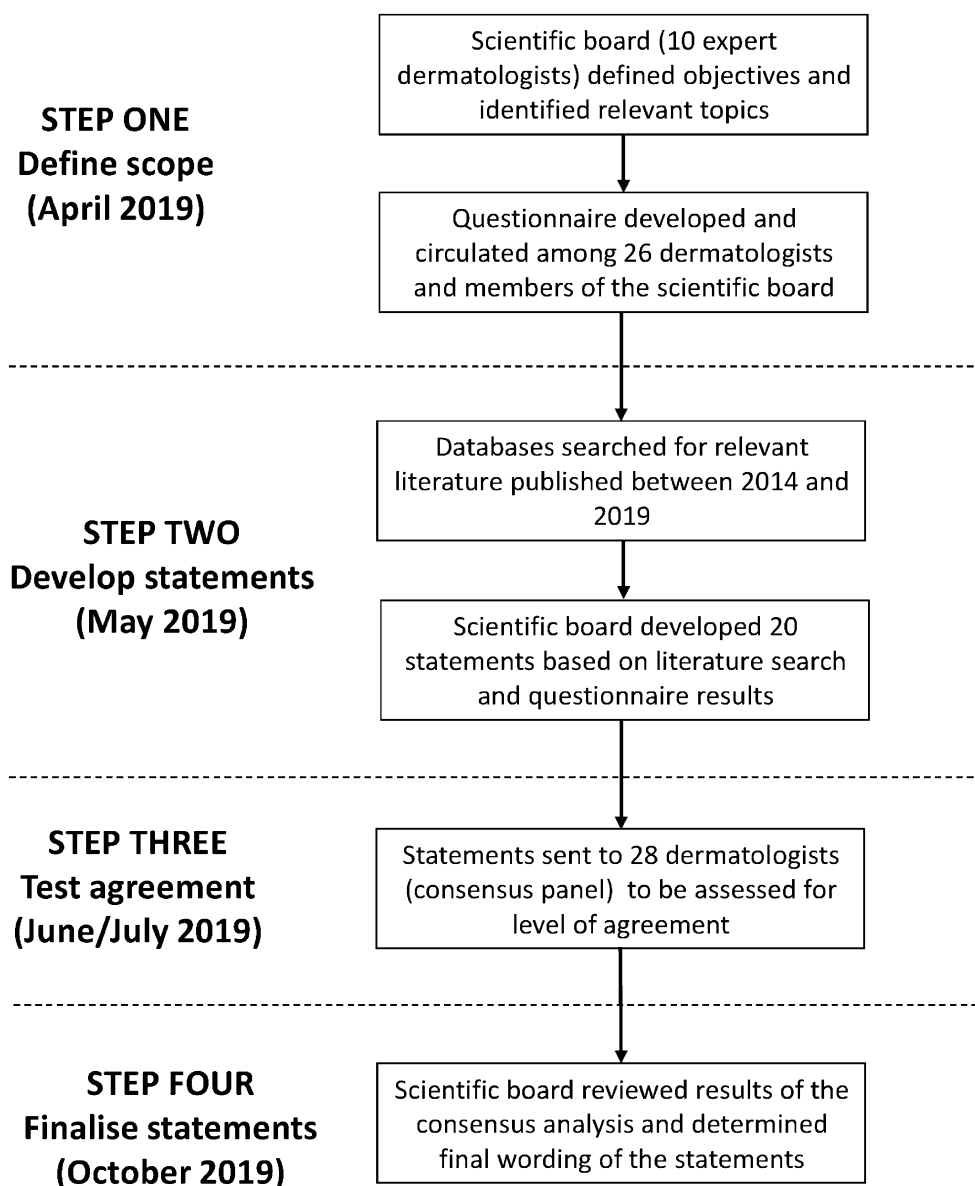 STEP ONE
Define scope
(April 2019)
Scientific board (10 expert
dermatologists) defined objectives and
identified relevant topics
Questionnaire developed and
circulated among 26 dermatologists
and members of the scientific board
STEP TWO
Develop statements
(May 2019)
Databases searched for relevant
literature published between 2014 and
2019
Scientific board developed 20
statements based on literature search
and questionnaire results
STEP THREE
Test agreement
(June/July 2019)
Statements sent to 28 dermatologists
(consensus panel) to be assessed for
level of agreement
STEP FOUR
Finalise statements
(October 2019)
Scientific board reviewed results of the
consensus analysis and determined
final wording of the statements